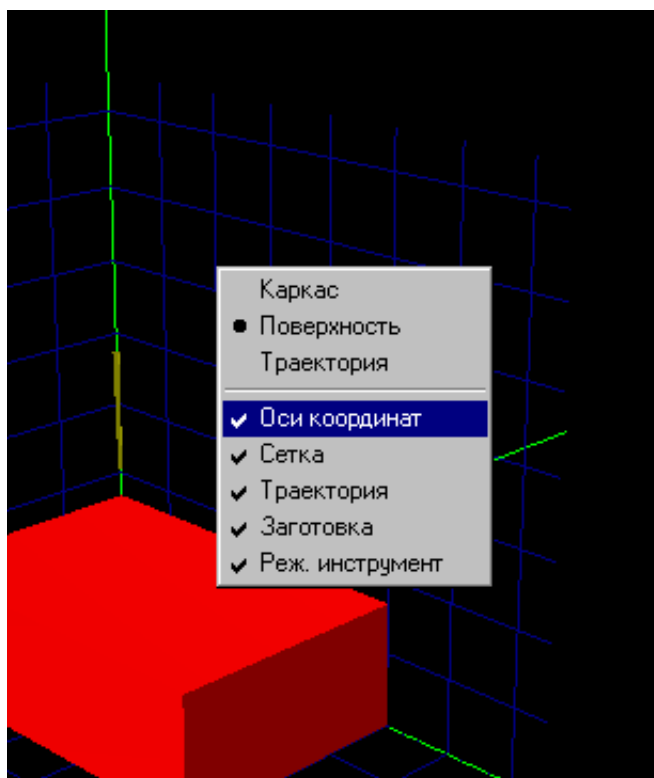 Каркас
Поверхность
Траектория
Оси координат
Сетка
Траектория
Заготовка
Реж. инструмент